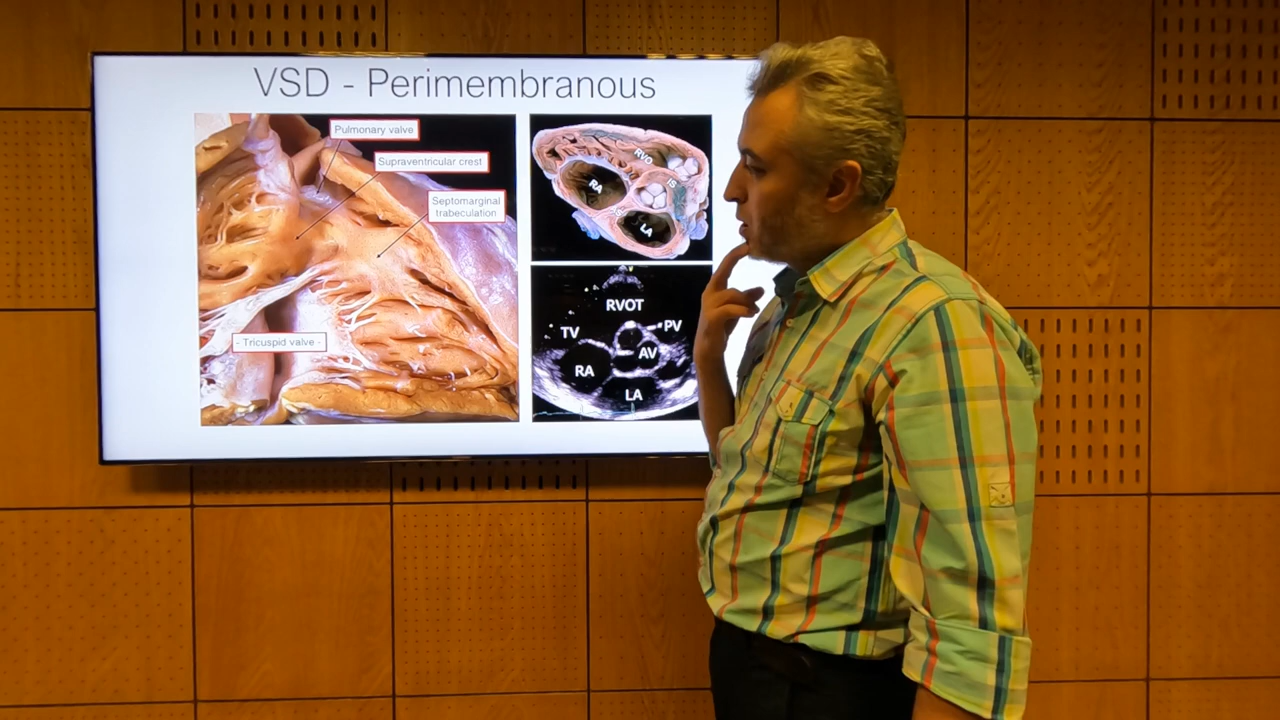 VSD - Perimembranous
Pulmonary valve
Supraventricular crest
Septomarginal
trabeculation
- Tricuspid valve -
RVO
RA
IS
LA
RVOT
TV
PV
AV
RA
LA